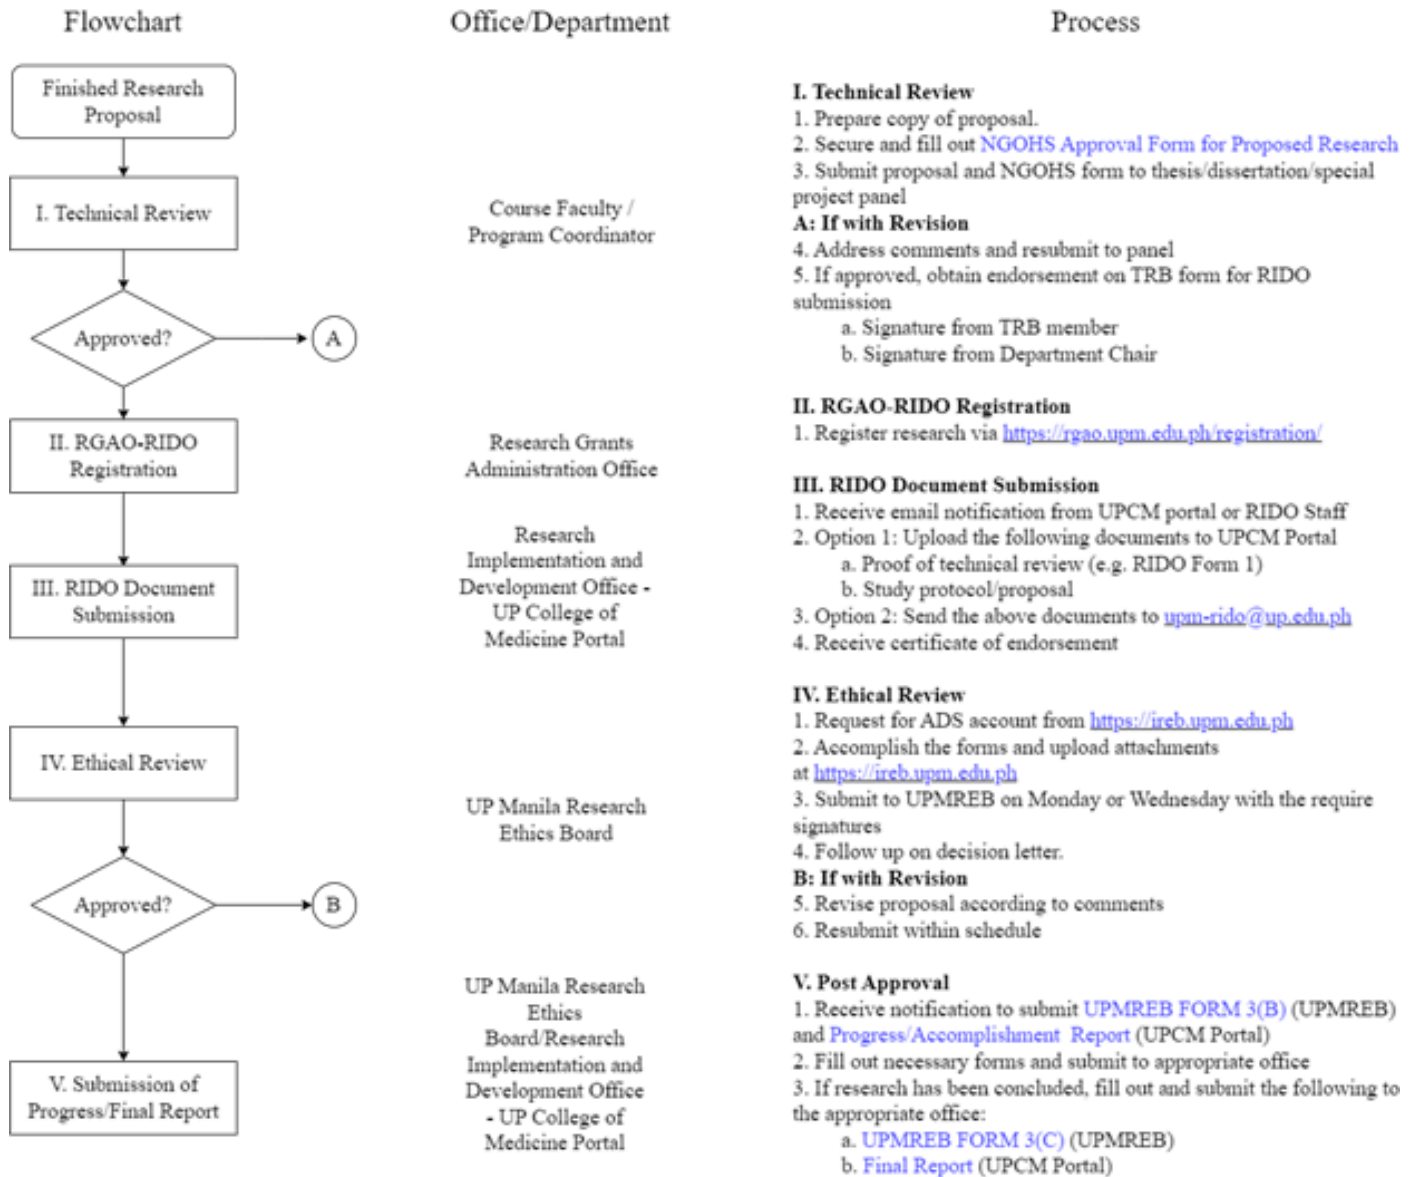 Flowchart
Office/Department
Process
Finished Research
Proposal
I. Technical Review
Approved?
A
II. RGAO-RIDO
Registration
III. RIDO Document
Submission
IV. Ethical Review
Approved?
B
V. Submission of
Progress/Final Report
Course Faculty /
Program Coordinator
Research Grants
Administration Office
Research
Implementation and
Development Office -
UP College of
Medicine Portal
UP Manila Research
Ethics Board
UP Manila Research
Ethics
Board/Research
Implementation and
Development Office
- UP College of
Medicine Portal
I. Technical Review
1. Prepare copy of proposal.
2. Secure and fill out NGOHS Approval Form for Proposed Research
3. Submit proposal and NGOHS form to thesis/dissertation/special
project panel
A: If with Revision
4. Address comments and resubmit to panel
5. If approved, obtain endorsement on TRB form for RIDO
submission
a. Signature from TRB member
b. Signature from Department Chair
II. RGAO-RIDO Registration
1. Register research via https://rgao.upm.edu.ph/registration/
III. RIDO Document Submission
1. Receive email notification from UPCM portal or RIDO Staff
2. Option 1: Upload the following documents to UPCM Portal
a. Proof of technical review (e.g. RIDO Form 1)
b. Study protocol/proposal
3. Option 2: Send the above documents to upm-rido@up.edu.ph
4. Receive certificate of endorsement
IV. Ethical Review
1. Request for ADS account from https://ireb.upm.edu.ph
2. Accomplish the forms and upload attachments
at https://ireb.upm.edu.ph
3. Submit to UPMREB on Monday or Wednesday with the require
signatures
4. Follow up on decision letter.
B: If with Revision
5. Revise proposal according to comments
6. Resubmit within schedule
V. Post Approval
1. Receive notification to submit UPMREB FORM 3(B) (UPMREB)
and Progress/Accomplishment Report (UPCM Portal)
2. Fill out necessary forms and submit to appropriate office
3. If research has been concluded, fill out and submit the following to
the appropriate office:
a. UPMREB FORM 3(C) (UPMREB)
b. Final Report (UPCM Portal)